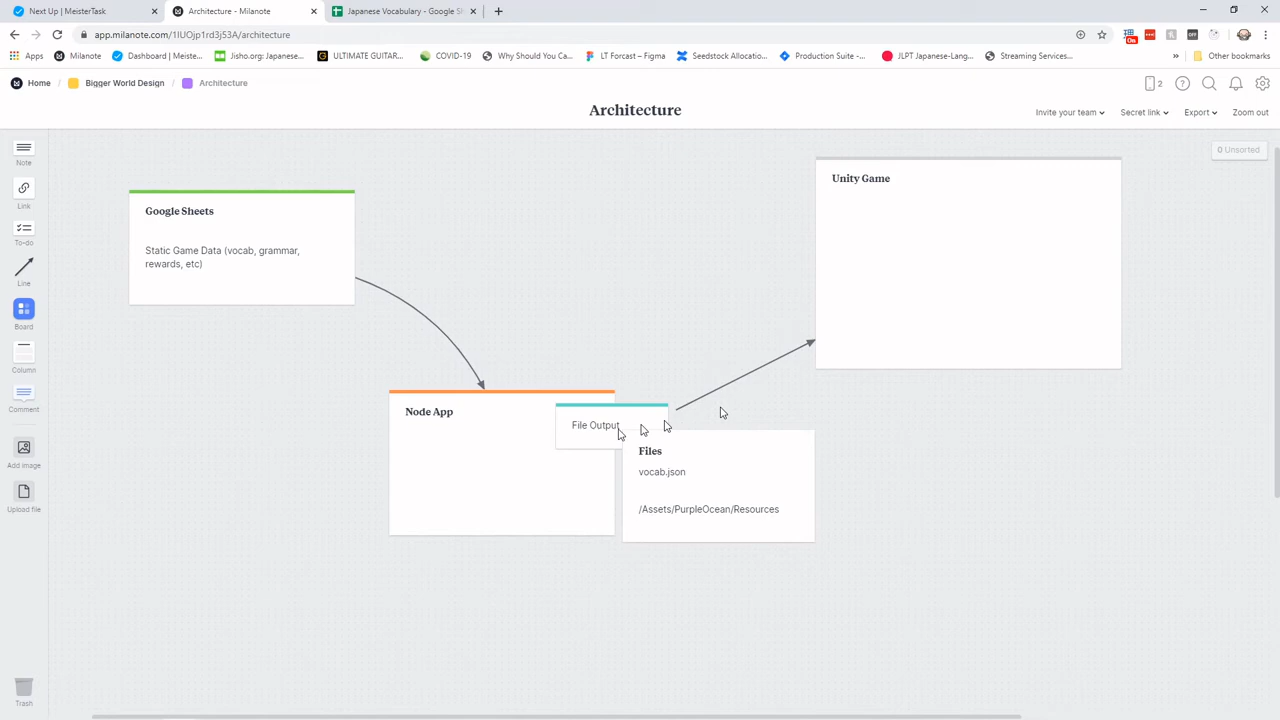 Next Up | MeisterTask
Architecture - Milanote
Japanese Vocabulary - Google Sh
app.milanote.com/1IUOjp1rd3j53A/architecture
Apps
Milanote
Dashboard | Meiste...
Jisho.org: Japanese...
ULTIMATE GUITAR...
COVID-19
Why Should You Ca...
LT Forcast – Figma
Seedstock Allocatio...
Production Suite -...
JLPT Japanese-Lang...
Streaming Services...
»
Other bookmarks
On
OFF
Home / Bigger World Design / Architecture
2
Architecture
Invite your team
Secret link
Export
Zoom out
0 Unsorted
Note
Link
To-do
Line
Board
Column
Comment
Add image
Upload file
Trash
Google Sheets
Static Game Data (vocab, grammar,
rewards, etc)
Unity Game
Node App
File Output
Files
vocab.json
/Assets/PurpleOcean/Resources